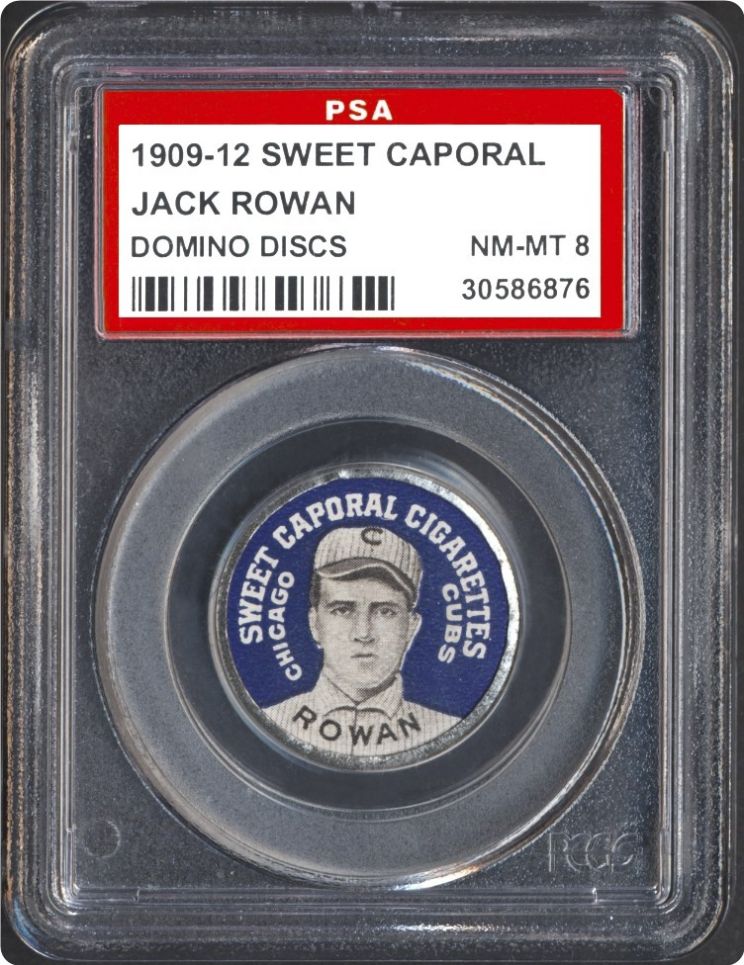 PSA
1909-12 SWEET CAPORAL
JACK ROWAN
DOMINO DISCS NM-MT 8
30586876
SWEET CAPORAL CIGARETTES
CHICAGO CUBS
C
ROWAN